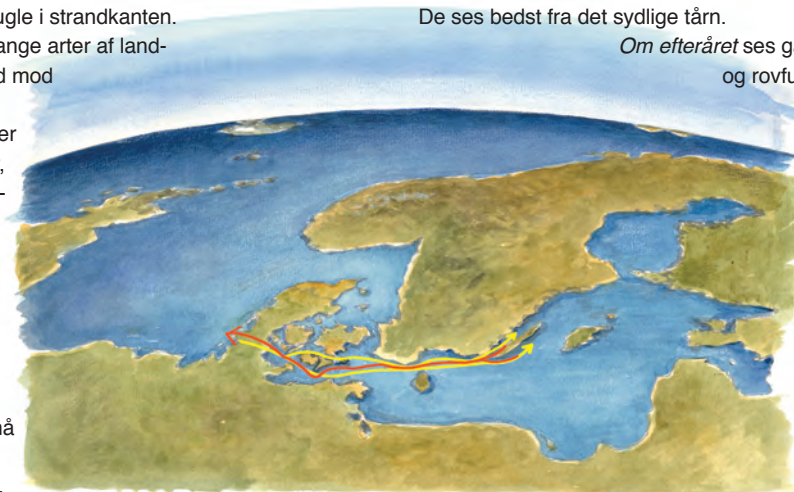 ugle i strandkanten.
ange arter af land-
d mod
er
,
-
nå
De ses bedst fra det sydlige tårn.
Om efteråret ses g
og rovfu